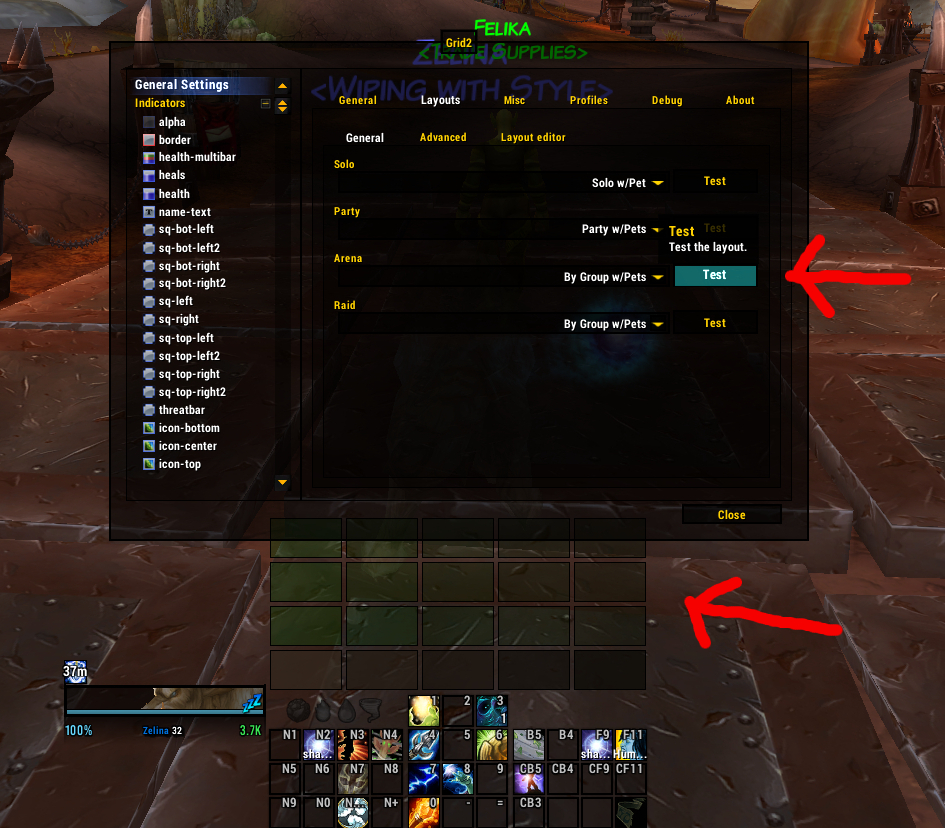 FELIKA
Grid2
<TRADE SUPPLIES>
ZELINA
<WIPING WITH STYLE>
General Settings
Indicators
alpha
border
health-multibar
heals
health
name-text
sq-bot-left
sq-bot-left2
sq-bot-right
sq-bot-right2
sq-left
sq-right
sq-top-left
sq-top-left2
sq-top-right
sq-top-right2
threatbar
icon-bottom
icon-center
icon-top
General Layouts Misc Profiles Debug About
General Advanced Layout editor
Solo
Solo w/Pet Test
Party
Party w/Pets Test
Test
Test the layout.
Arena
By Group w/Pets Test
Raid
By Group w/Pets Test
Close
37m
zzZ
100% Zelina 32 3.7K
1 2 3
1
N1 N2 N3 N4 4 5 6 B5 B4 F9 F11
sha... sha... Hum...
N5 N6 N7 N8 7 8 9 CB5 CB4 CF9 CF11
N9 N0 N... N+ 0 - = CB3